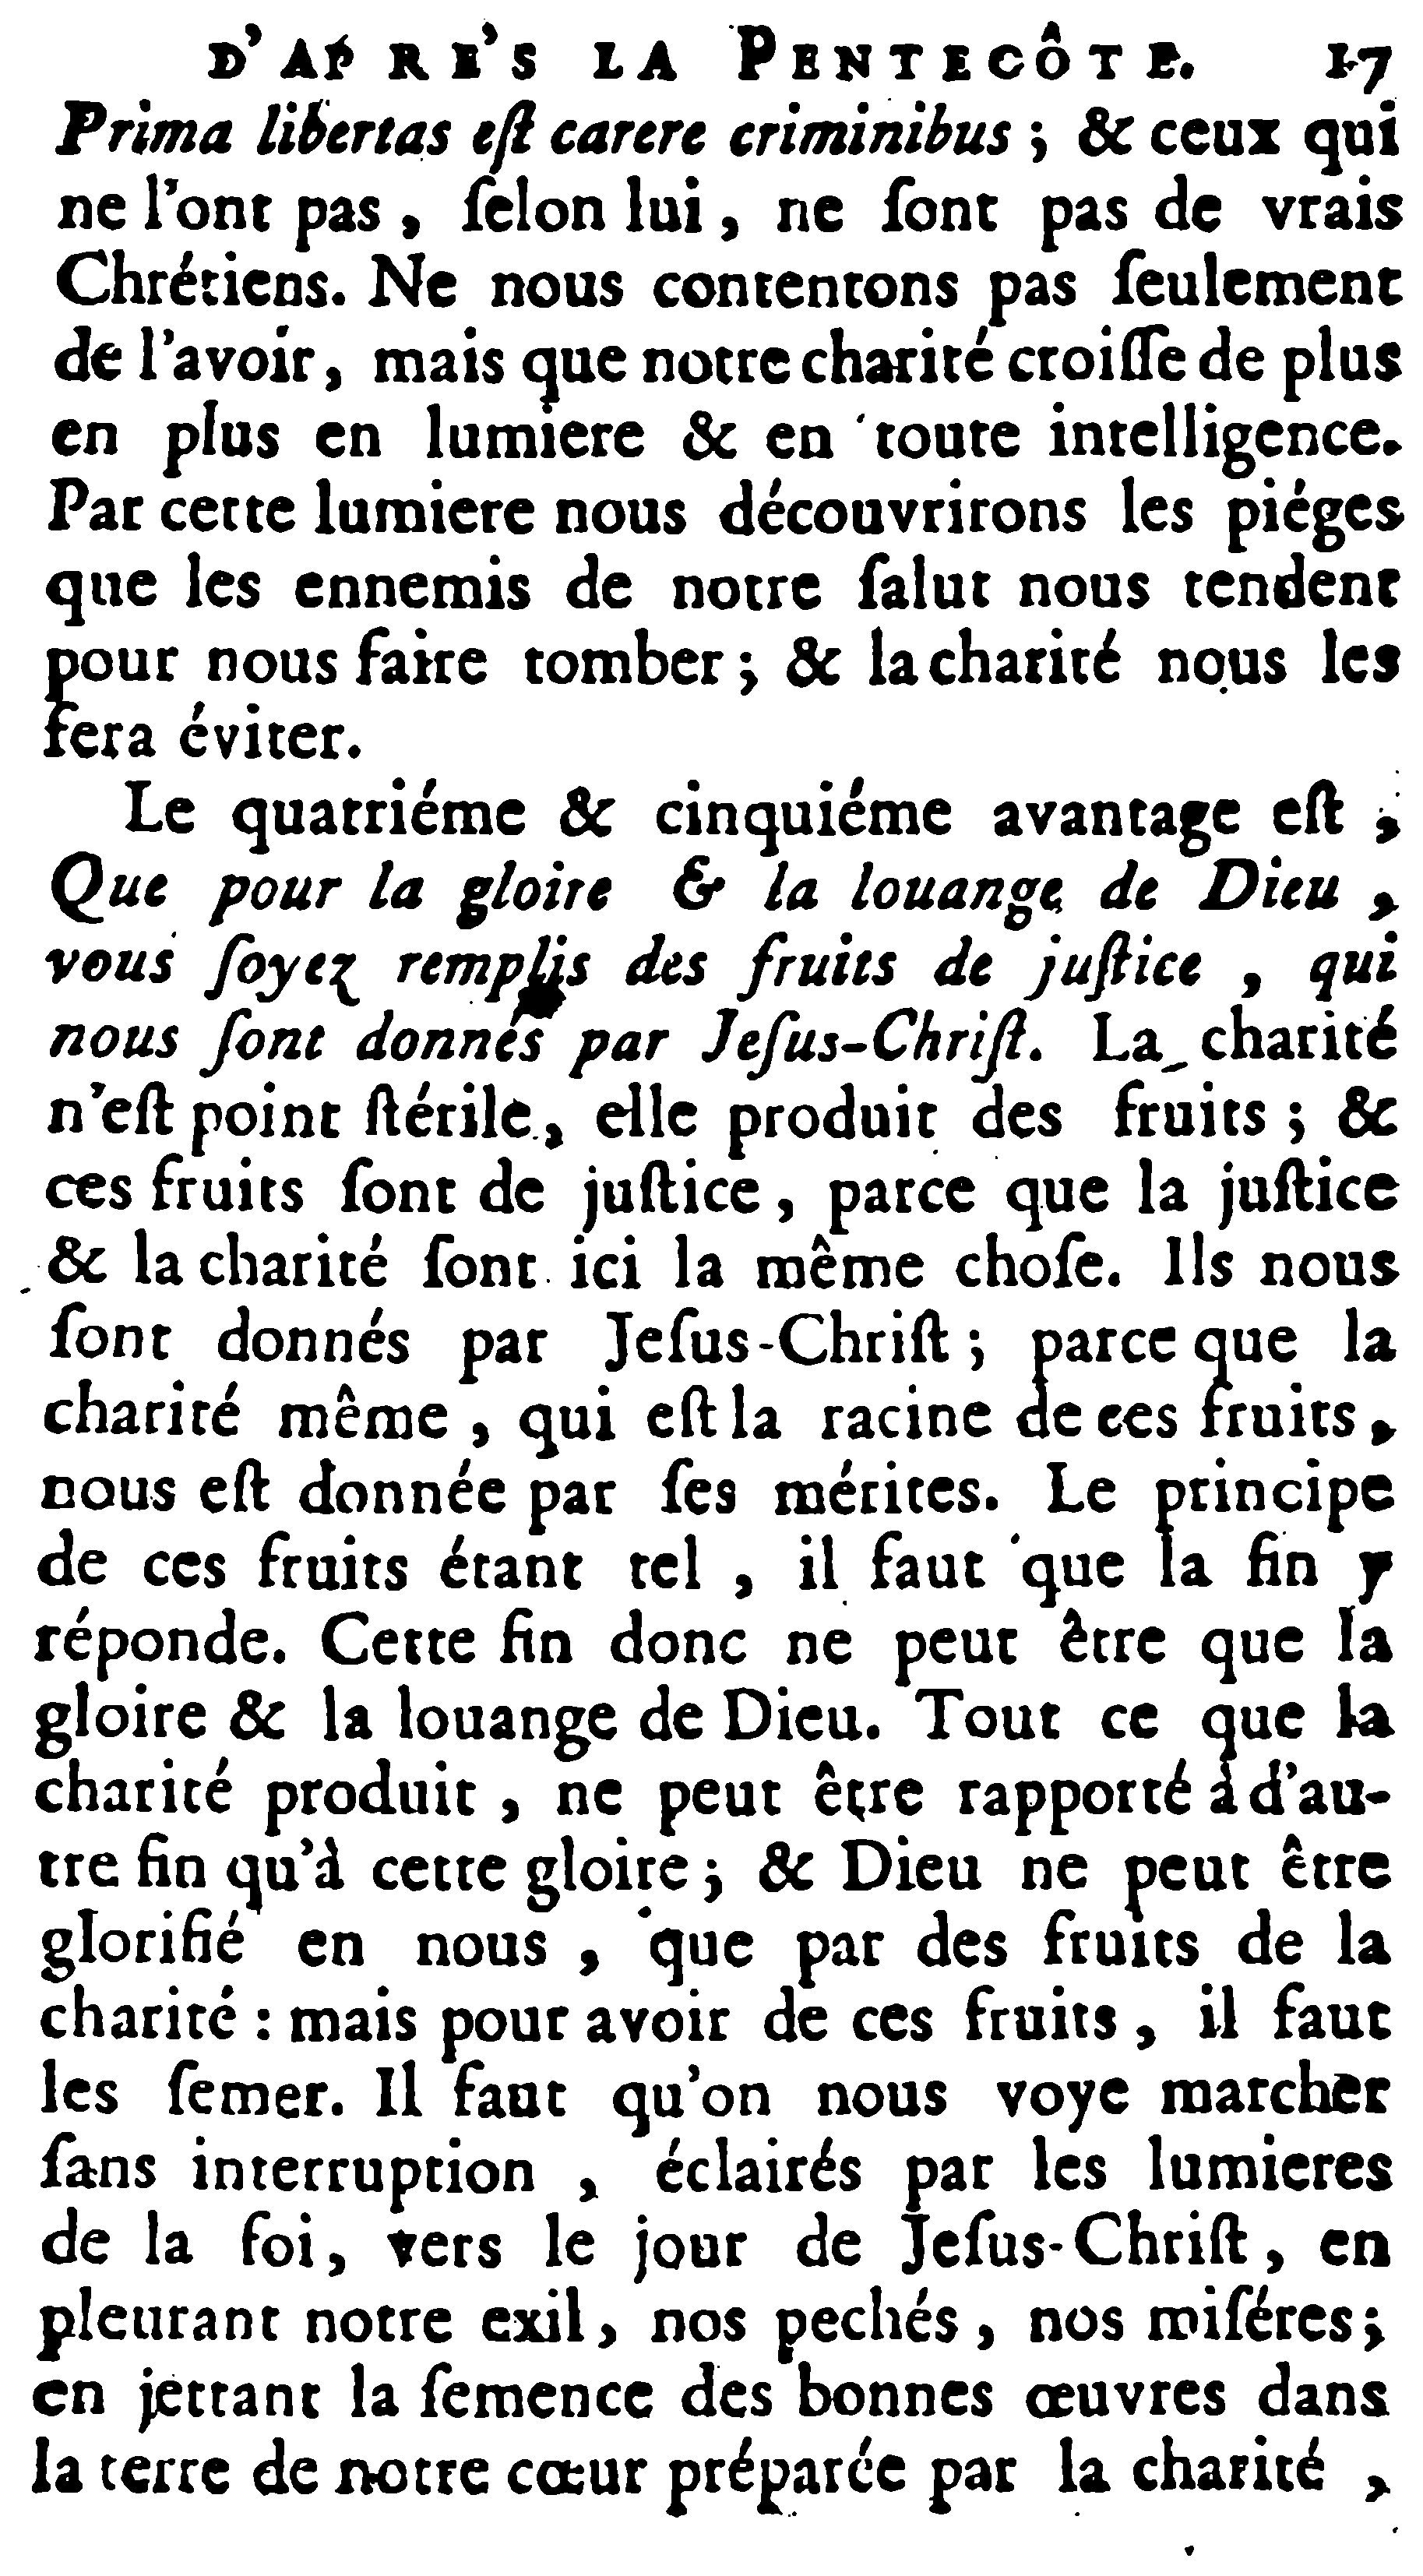 D'APRE'S LA PENTECÔTE. 17
Prima libertas eſt carere criminibus ; & ceux qui
ne l'ont pas , ſelon lui , ne ſont pas de vrais
Chrétiens. Ne nous contentons pas ſeulement
de l'avoir , mais que notre charité croiſſe de plus
en plus en lumiere & en toute intelligence.
Par cette lumiere nous découvrirons les piéges
que les ennemis de notre ſalut nous tendent
pour nous faire tomber ; & la charité nous les
fera éviter.
Le quatriéme & cinquiéme avantage eſt ,
Que pour la gloire & la louange de Dieu ,
vous ſoyez remplis des fruits de juſtice , qui
nous ſont donnés par Jeſus-Chriſt. La charité
n'eſt point ſtérile , elle produit des fruits ; &
ces fruits ſont de juſtice , parce que la juſtice
& la charité ſont ici la même choſe. Ils nous
ſont donnés par Jeſus-Chriſt ; parce que la
charité même , qui eſt la racine de ces fruits ,
nous eſt donnée par ſes mérites. Le principe
de ces fruits étant tel , il faut que la fin y
réponde. Cette fin donc ne peut être que la
gloire & la louange de Dieu. Tout ce que la
charité produit , ne peut être rapporté à d'au-
tre fin qu'à cette gloire ; & Dieu ne peut être
glorifié en nous , que par des fruits de la
charité : mais pour avoir de ces fruits , il faut
les ſemer. Il faut qu'on nous voye marcher
ſans interruption , éclairés par les lumieres
de la foi , vers le jour de Jeſus-Chriſt , en
pleurant notre exil , nos pechés , nos miſéres ;
en jettant la ſemence des bonnes œuvres dans
la terre de notre cœur préparée par la charité ,